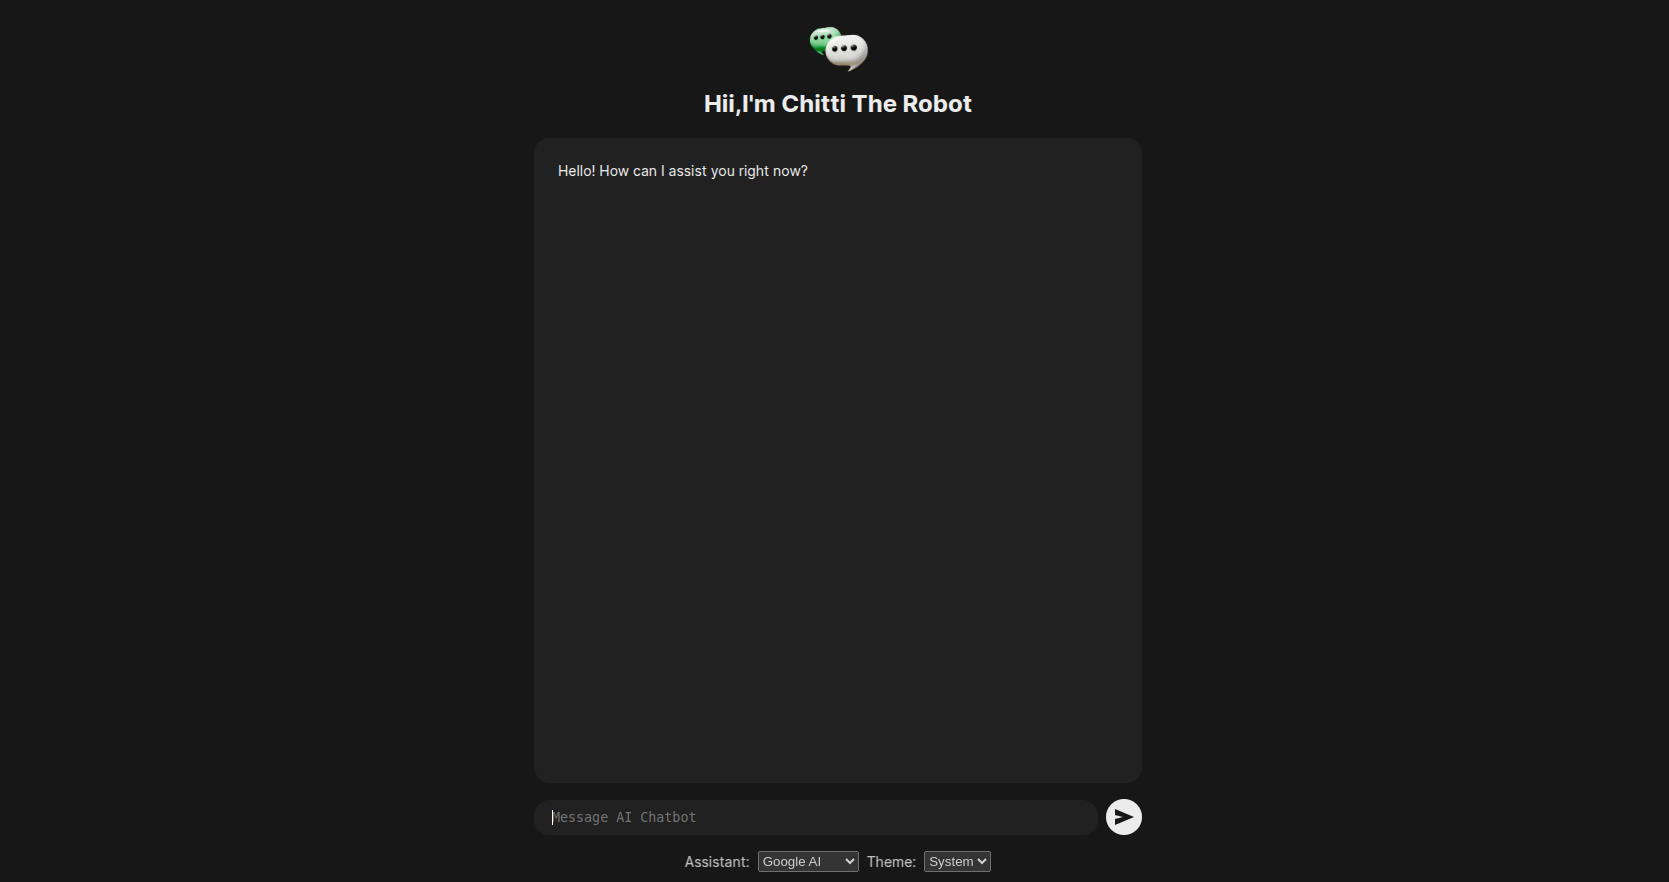 Hii,I'm Chitti The Robot
Hello! How can I assist you right now?
Message AI Chatbot
Assistant: Google AI Theme: System